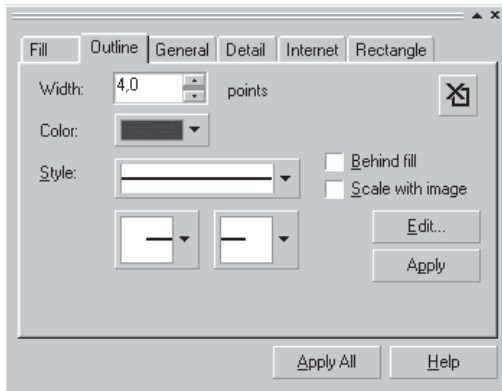 Fill Outline General Detail Internet Rectangle
Width: 4,0 points
Color:
Style:
Behind fill
Scale with image
Edit...
Apply
Apply All Help